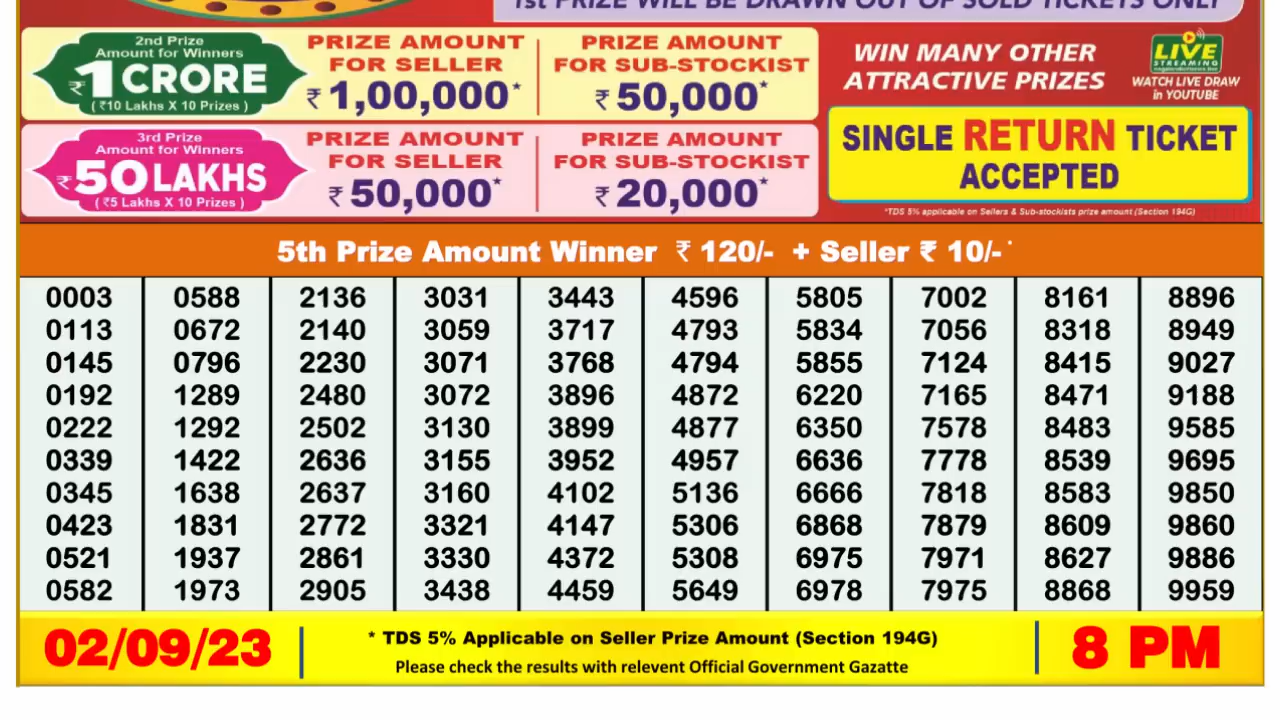 1st PRIZE WILL BE DRAWN OUT OF SOLD TICKETS ONLY
2nd Prize
Amount for Winners
₹1 CRORE
(₹10 Lakhs X 10 Prizes)
PRIZE AMOUNT
FOR SELLER
₹ 1,00,000*
PRIZE AMOUNT
FOR SUB-STOCKIST
₹ 50,000*
WIN MANY OTHER
ATTRACTIVE PRIZES
LIVE
STREAMING
WATCH LIVE DRAW
in YOUTUBE
3rd Prize
Amount for Winners
₹50 LAKHS
(₹5 Lakhs X 10 Prizes)
PRIZE AMOUNT
FOR SELLER
₹ 50,000*
PRIZE AMOUNT
FOR SUB-STOCKIST
₹ 20,000*
SINGLE RETURN TICKET
ACCEPTED
*TDS 5% applicable on Sellers & Sub-stockists prize amount (Section 194G)
5th Prize Amount Winner ₹ 120/- + Seller ₹ 10/-*
0003 0588 2136 3031 3443 4596 5805 7002 8161 8896
0113 0672 2140 3059 3717 4793 5834 7056 8318 8949
0145 0796 2230 3071 3768 4794 5855 7124 8415 9027
0192 1289 2480 3072 3896 4872 6220 7165 8471 9188
0222 1292 2502 3130 3899 4877 6350 7578 8483 9585
0339 1422 2636 3155 3952 4957 6636 7778 8539 9695
0345 1638 2637 3160 4102 5136 6666 7818 8583 9850
0423 1831 2772 3321 4147 5306 6868 7879 8609 9860
0521 1937 2861 3330 4372 5308 6975 7971 8627 9886
0582 1973 2905 3438 4459 5649 6978 7975 8868 9959
02/09/23
* TDS 5% Applicable on Seller Prize Amount (Section 194G)
Please check the results with relevent Official Government Gazatte
8 PM